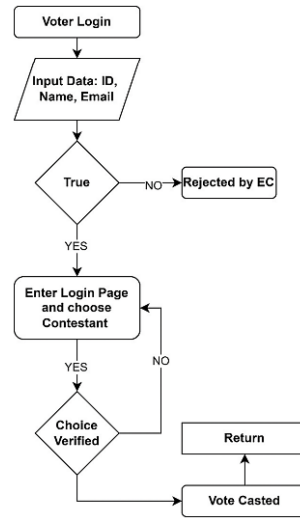 Voter Login
Input Data: ID,
Name, Email
True
NO
Rejected by EC
YES
Enter Login Page
and choose
Contestant
YES
NO
Choice
Verified
Return
Vote Casted